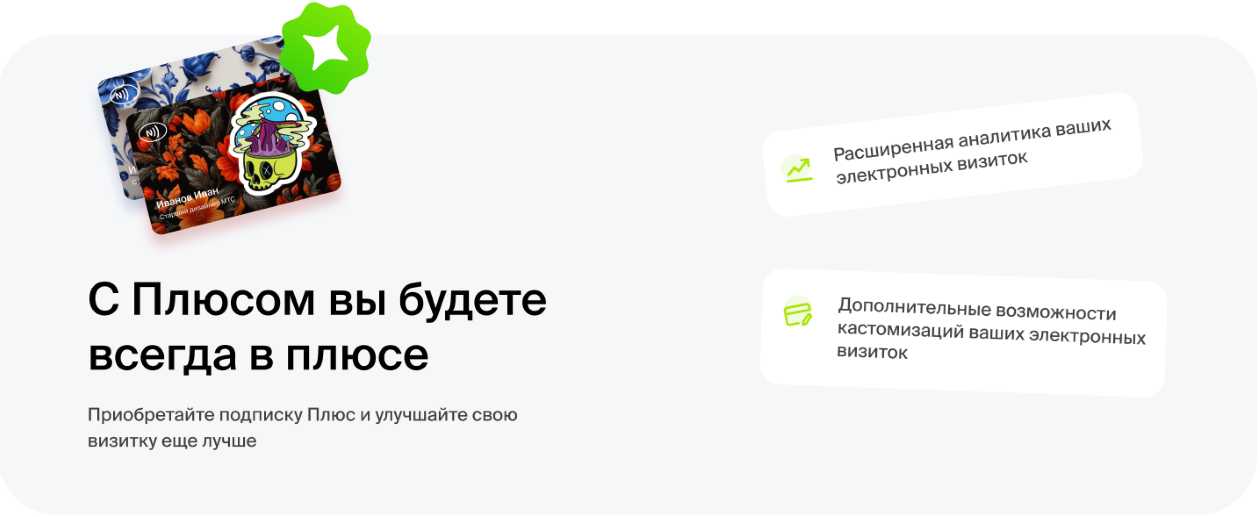 Иванов Иван
Старший дизайнер МТС
С Плюсом вы будете
всегда в плюсе
Приобретайте подписку Плюс и улучшайте свою
визитку еще лучше
Расширенная аналитика ваших
электронных визиток
Дополнительные возможности
кастомизаций ваших электронных
визиток